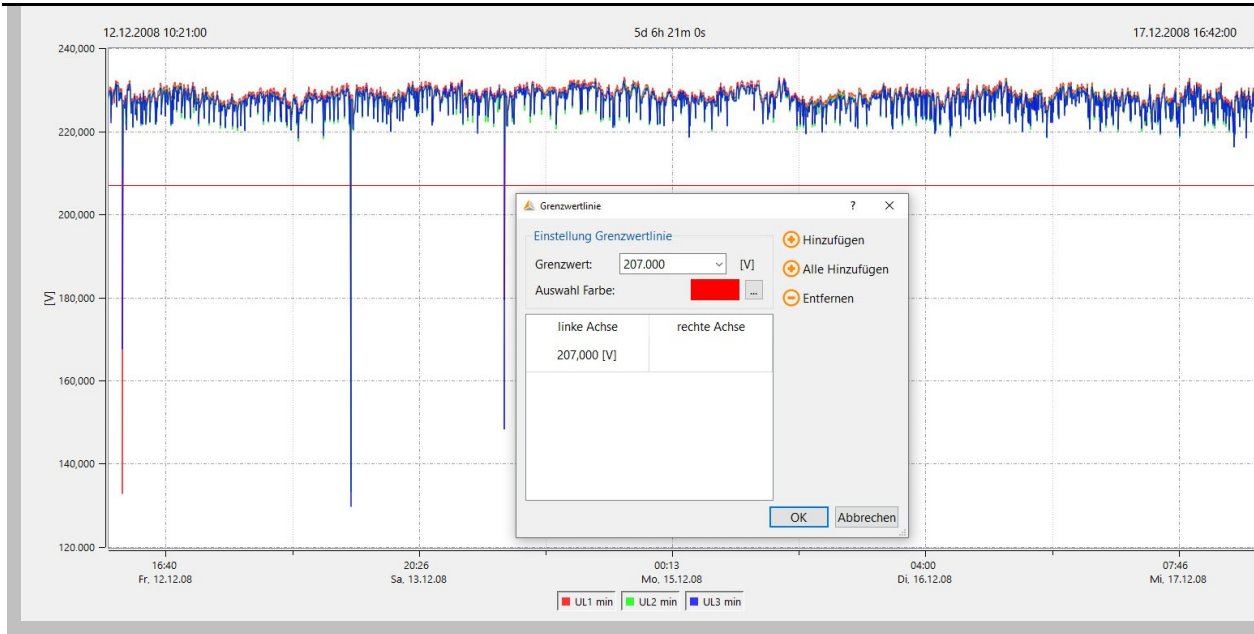 12.12.2008 10:21:00 5d 6h 21m 0s 17.12.2008 16:42:00
240,000
220,000
200,000
[V]
180,000
160,000
140,000
120.000
Grenzwertlinie ? ×
Einstellung Grenzwertlinie
Grenzwert: 207.000 [V]
Auswahl Farbe: ...
Hinzufügen
Alle Hinzufügen
Entfernen
linke Achse rechte Achse
207,000 [V]
OK Abbrechen
16:40 20:26 00:13 04:00 07:46
Fr. 12.12.08 Sa. 13.12.08 Mo. 15.12.08 Di. 16.12.08 Mi. 17.12.08
UL1 min UL2 min UL3 min